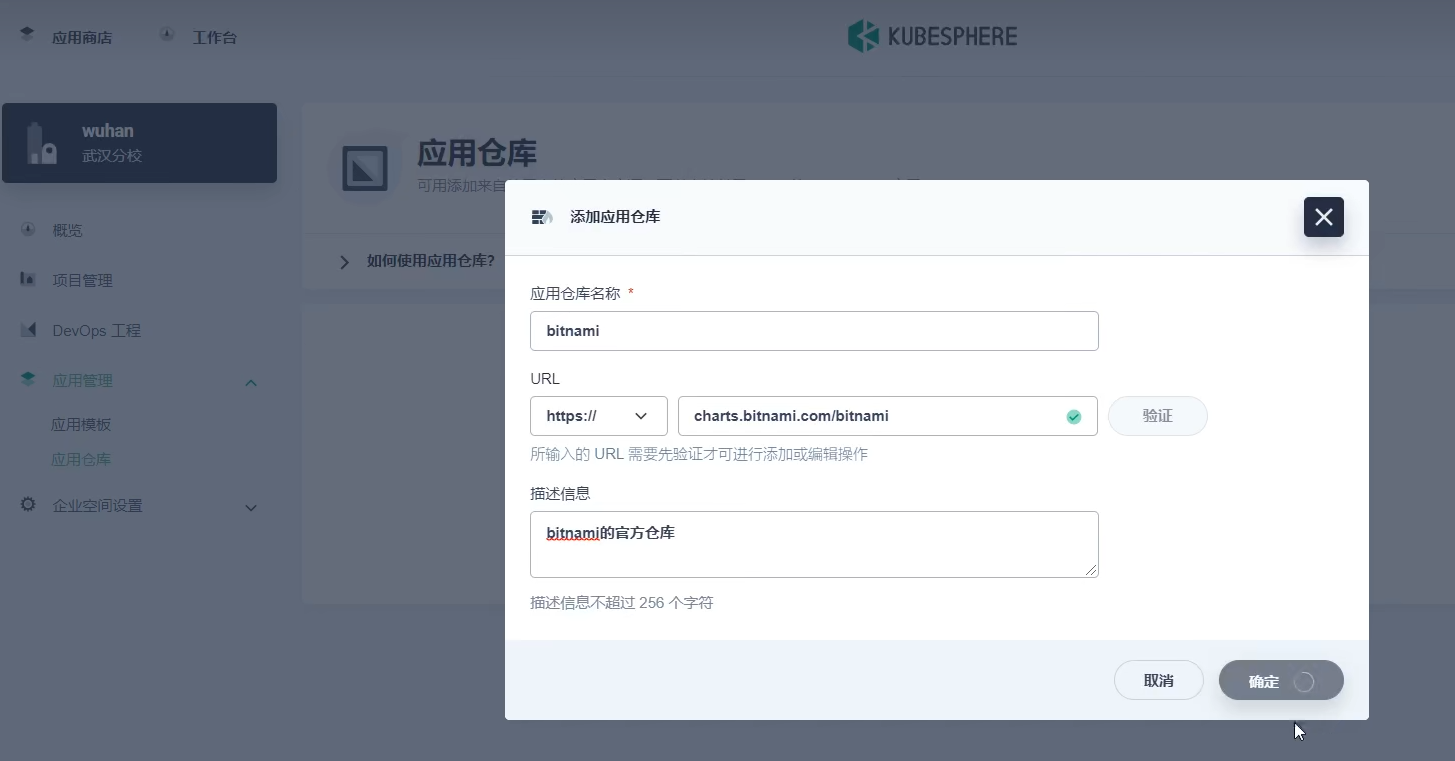 应用商店
工作台
KUBESPHERE
wuhan
武汉分校
概览
项目管理
DevOps 工程
应用管理
应用模板
应用仓库
企业空间设置
应用仓库
可用添加来自
如何使用应用仓库?
添加应用仓库
应用仓库名称 *
bitnami
URL
https://
charts.bitnami.com/bitnami
验证
所输入的 URL 需要先验证才可进行添加或编辑操作
描述信息
bitnami的官方仓库
描述信息不超过 256 个字符
取消
确定